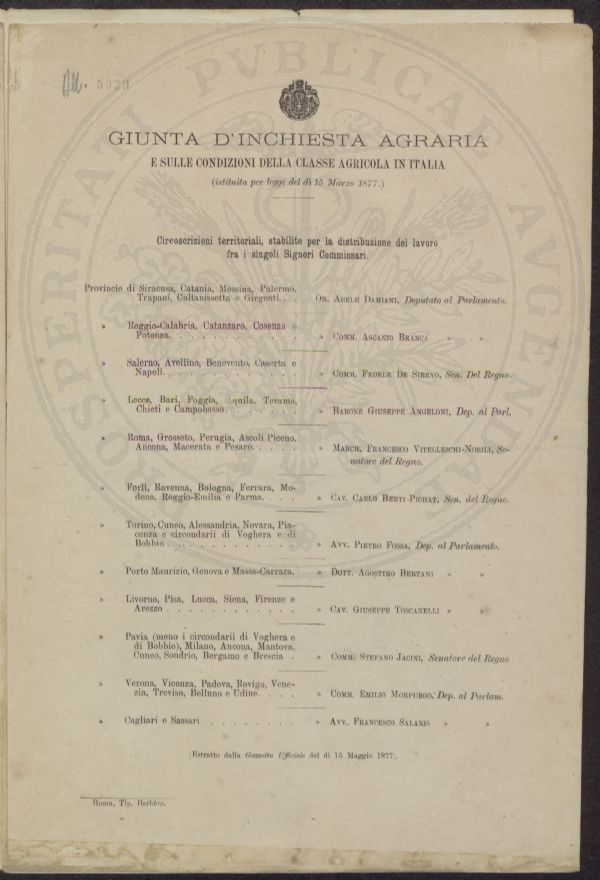 All. 5039
PROSPERITATI PVBLICAE AVGENDAE
GIUNTA D'INCHIESTA AGRARIA
E SULLE CONDIZIONI DELLA CLASSE AGRICOLA IN ITALIA
(istituita per legge del dì 15 Marzo 1877.)
Circoscrizioni territoriali, stabilite per la distribuzione del lavoro
fra i singoli Signori Commissari.
Provincie di Siracusa, Catania, Messina, Palermo,
Trapani, Caltanissetta e Girgenti. . . On. Abele Damiani, Deputato al Parlamento.
» Reggio-Calabria, Catanzaro, Cosenza e
Potenza. . . . . . . . . . . » Comm. Ascanio Branca » »
» Salerno, Avellino, Benevento, Caserta e
Napoli. . . . . . . . . . . » Comm. Fedele De Siervo, Sen. Del Regno.
» Lecce, Bari, Foggia, Aquila, Teramo,
Chieti e Campobasso. . . . . . » Barone Giuseppe Angeloni, Dep. al Parl.
» Roma, Grosseto, Perugia, Ascoli Piceno,
Ancona, Macerata e Pesaro. . . . . » March. Francesco Vitelleschi-Nobili, Se-
natore del Regno.
» Forlì, Ravenna, Bologna, Ferrara, Mo-
dena, Reggio-Emilia e Parma. . . . » Cav. Carlo Berti-Pichat, Sen. del Regno.
» Torino, Cuneo, Alessandria, Novara, Pia-
cenza e circondarii di Voghera e di
Bobbio . . . . . . . . . . . » Avv. Pietro Fossa, Dep. al Parlamento.
» Porto Maurizio, Genova e Massa-Carrara. » Dott. Agostino Bertani » »
» Livorno, Pisa, Lucca, Siena, Firenze e
Arezzo . . . . . . . . . . . » Cav. Giuseppe Toscanelli » »
» Pavia (meno i circondarii di Voghera e
di Bobbio), Milano, Ancona, Mantova,
Cuneo, Sondrio, Bergamo e Brescia . » Comm. Stefano Jacini, Senatore del Regno
» Verona, Vicenza, Padova, Rovigo, Vene-
zia, Treviso, Belluno e Udine. . . . » Comm. Emilio Morpurgo, Dep. al Parlam.
» Cagliari e Sassari . . . . . . . . » Avv. Francesco Salaris » »
(Estratto dalla Gazzetta Ufficiale del dì 15 Maggio 1877).
Roma, Tip. Barbèra.